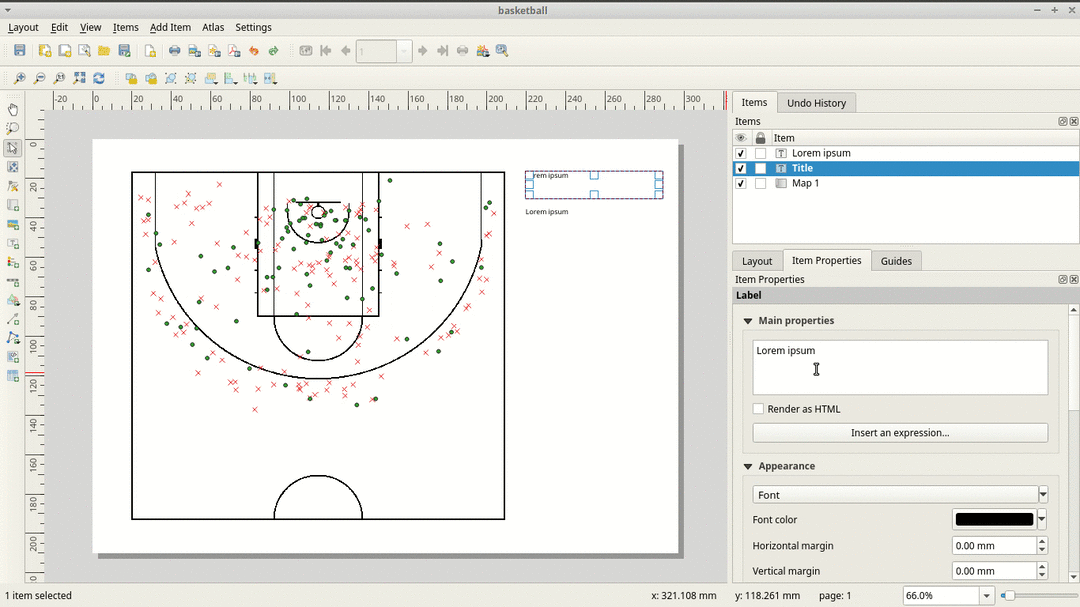 basketball
Layout Edit View Items Add Item Atlas Settings
1
-20 0 20 40 60 80 100 120 140 160 180 200 220 240 260 280 300
0
20
40
60
80
100
120
140
160
180
200
0
rem ipsum
Lorem ipsum
Items Undo History
Items
Item
Lorem ipsum
Title
Map 1
Layout Item Properties Guides
Item Properties
Label
Main properties
Lorem ipsum
Render as HTML
Insert an expression...
Appearance
Font
Font color
Horizontal margin 0.00 mm
Vertical margin 0.00 mm
1 item selected x: 321.108 mm y: 118.261 mm page: 1 66.0%